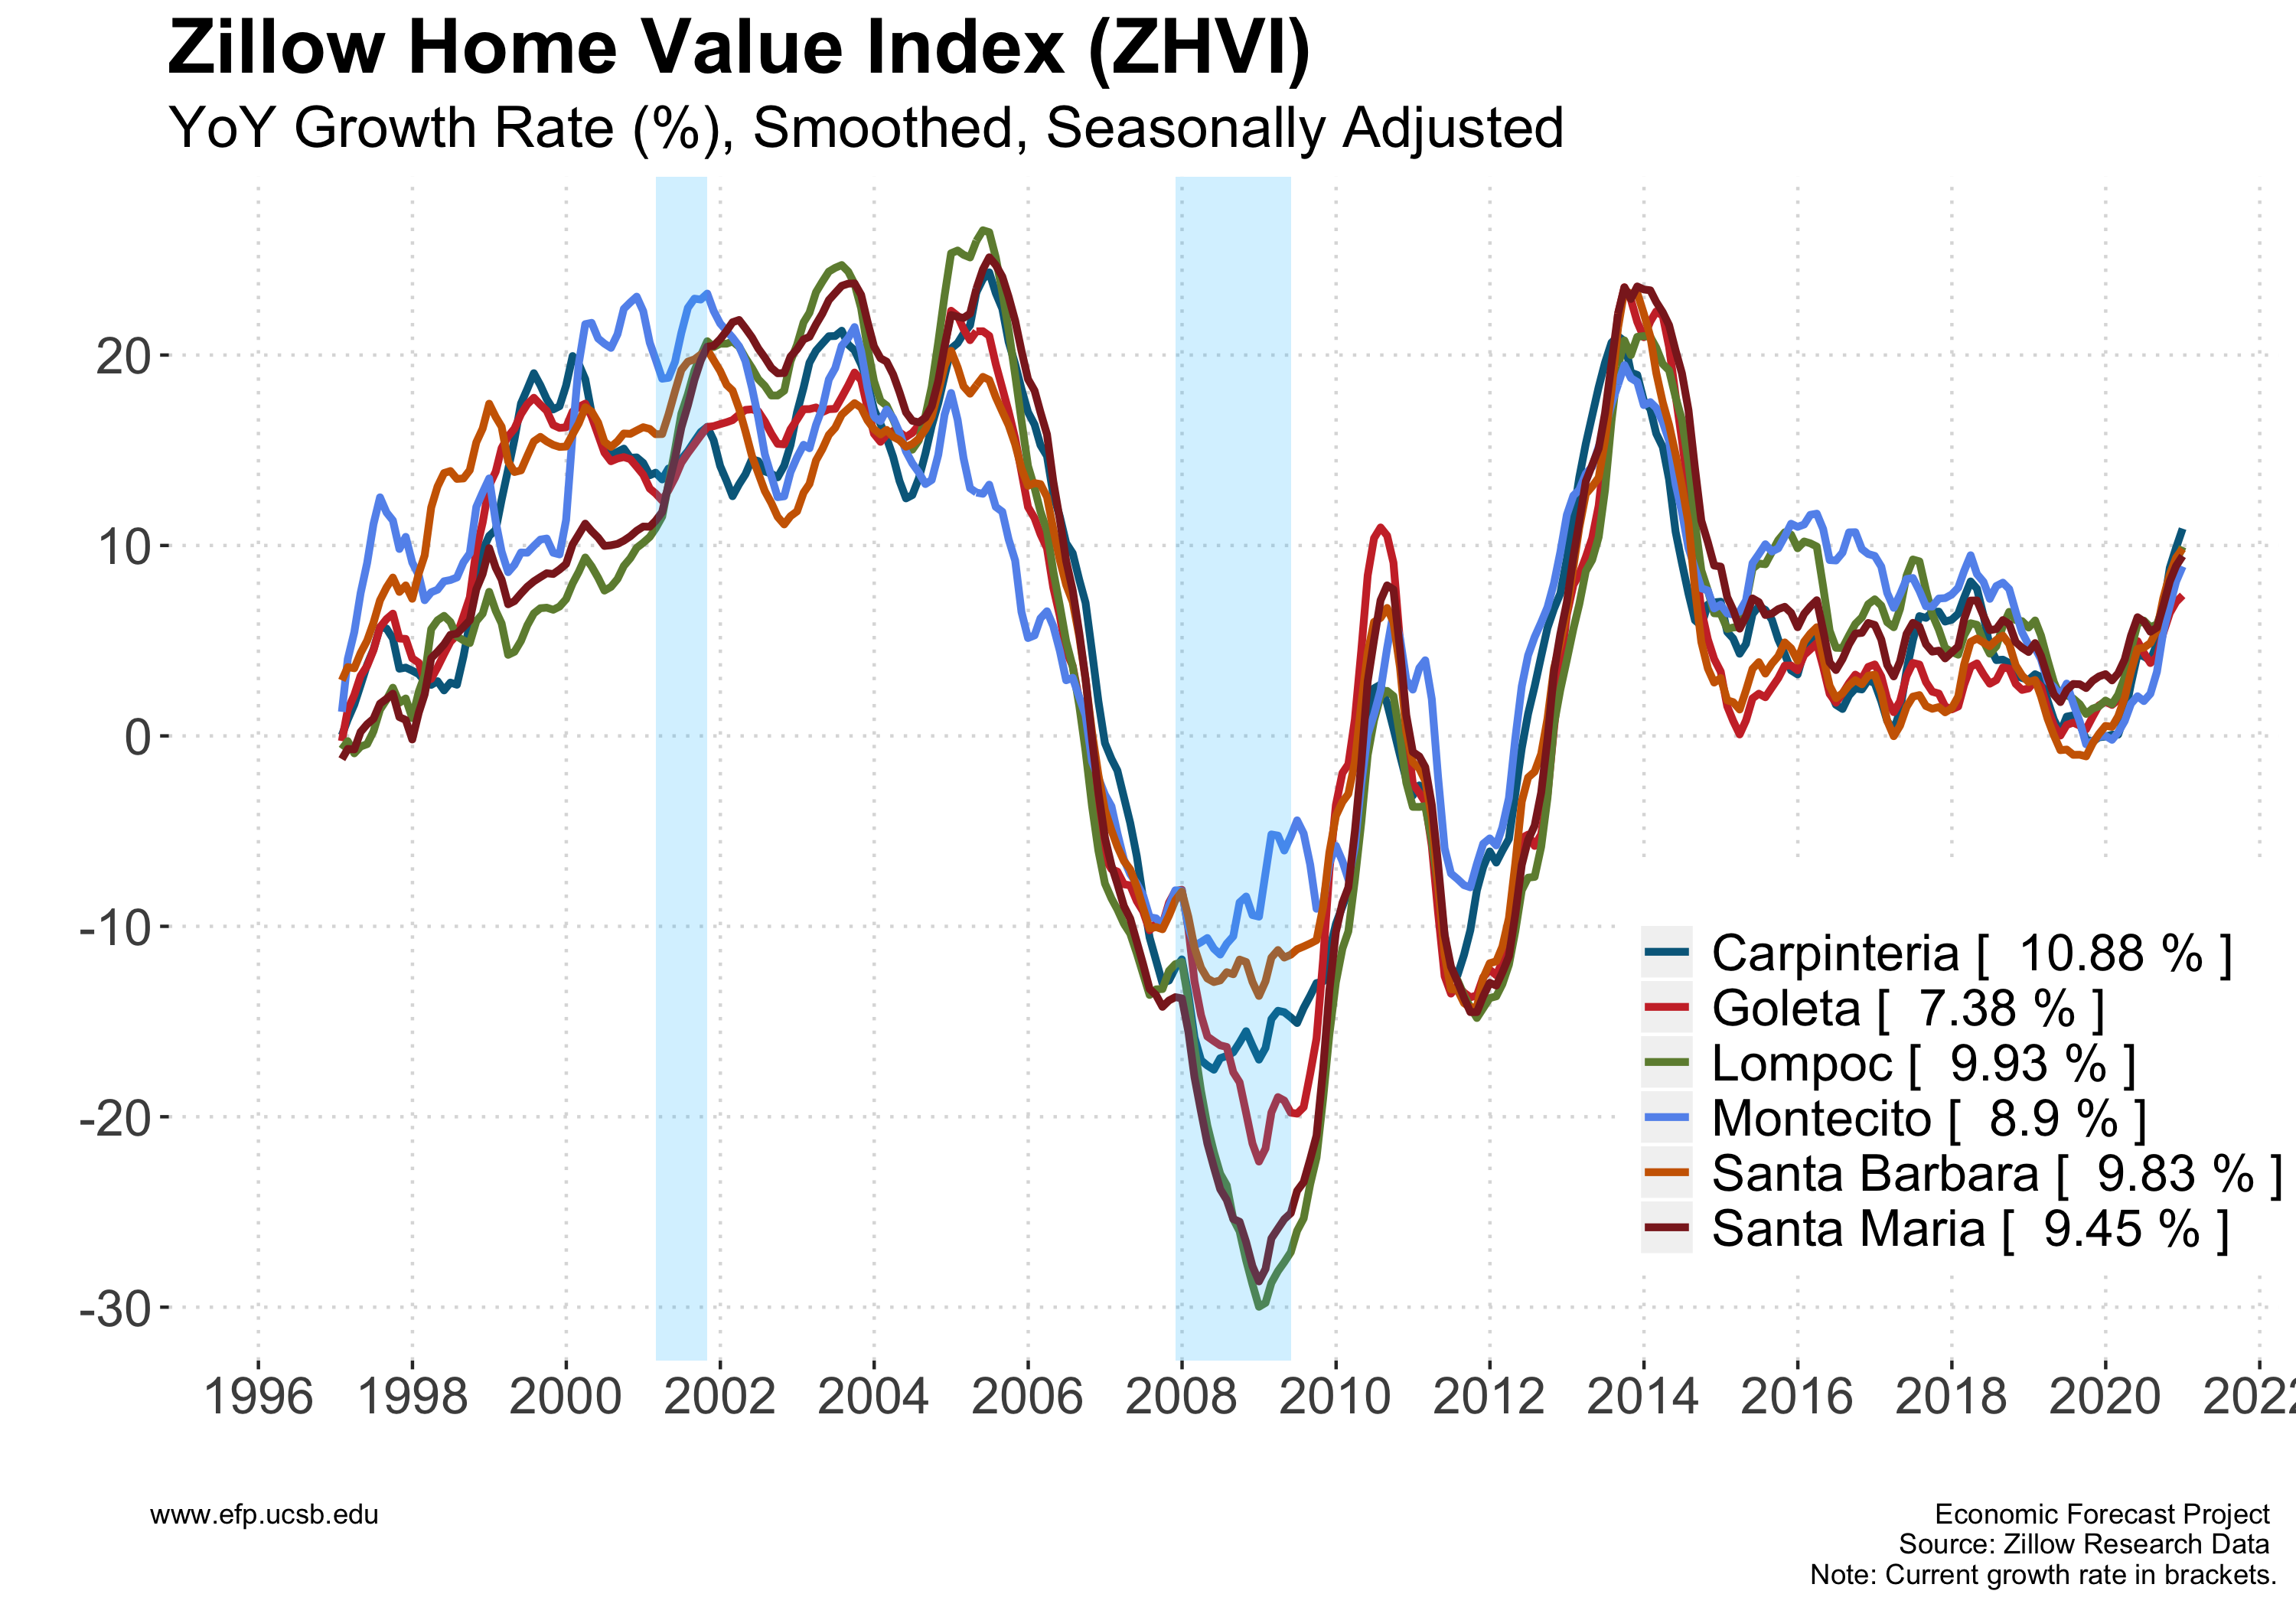 Zillow Home Value Index (ZHVI)
YoY Growth Rate (%), Smoothed, Seasonally Adjusted
20
10
0
-10
-20
-30
Carpinteria [ 10.88 % ]
Goleta [ 7.38 % ]
Lompoc [ 9.93 % ]
Montecito [ 8.9 % ]
Santa Barbara [ 9.83 % ]
Santa Maria [ 9.45 % ]
1996 1998 2000 2002 2004 2006 2008 2010 2012 2014 2016 2018 2020 2022
www.efp.ucsb.edu
Economic Forecast Project
Source: Zillow Research Data
Note: Current growth rate in brackets.